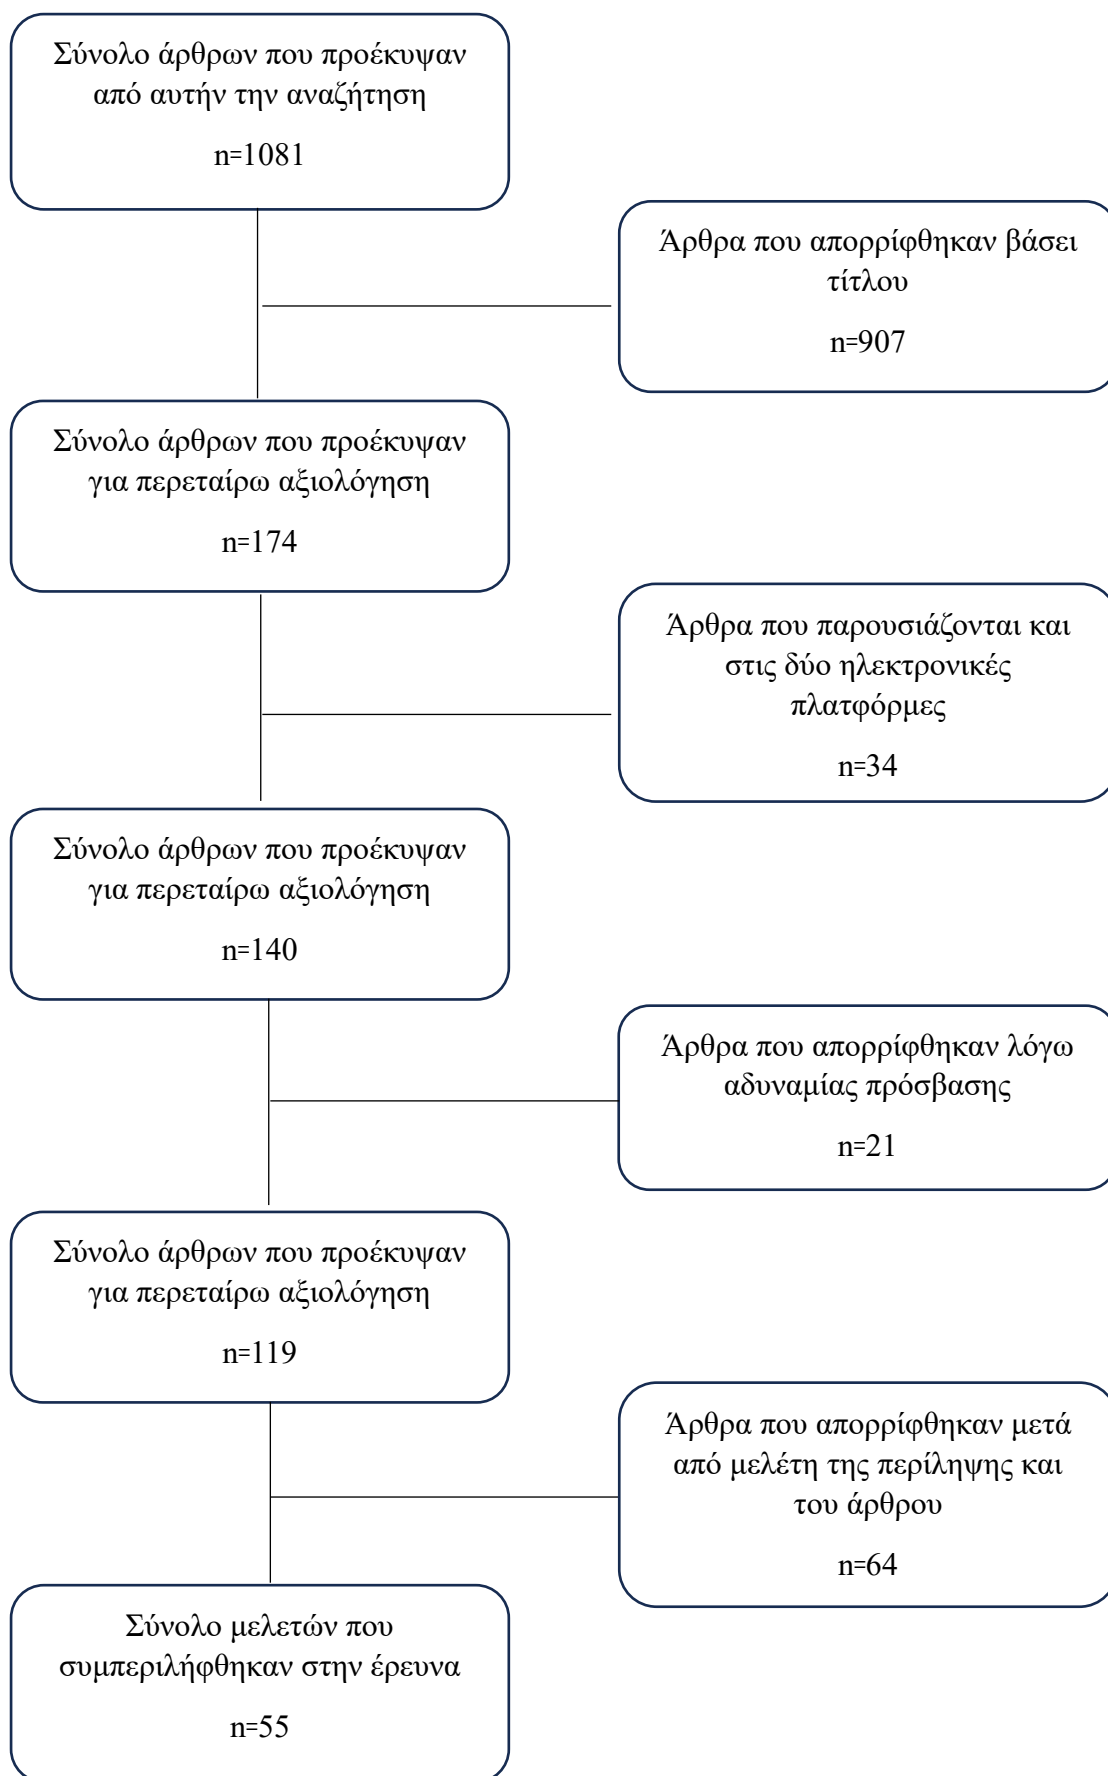 Σύνολο άρθρων που προέκυψαν
από αυτήν την αναζήτηση
n=1081
Άρθρα που απορρίφθηκαν βάσει
τίτλου
n=907
Σύνολο άρθρων που προέκυψαν
για περεταίρω αξιολόγηση
n=174
Άρθρα που παρουσιάζονται και
στις δύο ηλεκτρονικές
πλατφόρμες
n=34
Σύνολο άρθρων που προέκυψαν
για περεταίρω αξιολόγηση
n=140
Άρθρα που απορρίφθηκαν λόγω
αδυναμίας πρόσβασης
n=21
Σύνολο άρθρων που προέκυψαν
για περεταίρω αξιολόγηση
n=119
Άρθρα που απορρίφθηκαν μετά
από μελέτη της περίληψης και
του άρθρου
n=64
Σύνολο μελετών που
συμπεριλήφθηκαν στην έρευνα
n=55